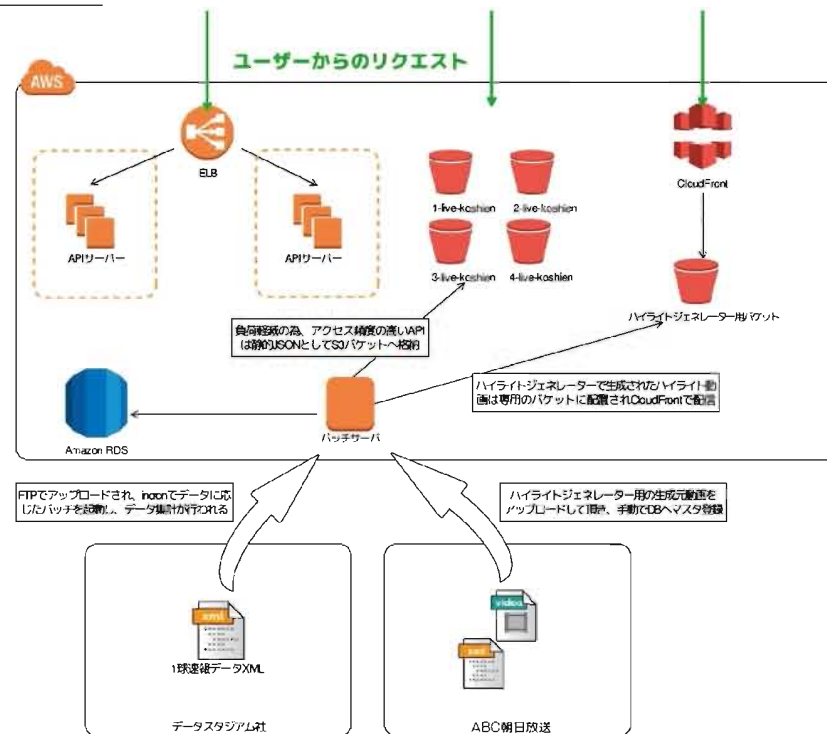 ユーザーからのリクエスト
AWS
ELB
CloudFront
APIサーバー
APIサーバー
1-live-koshien
2-live-koshien
3-live-koshien
4-live-koshien
ハイライトジェネレーター用バケット
負荷軽減の為、アクセス頻度の高いAPI
は静的JSONとしてS3バケットへ格納
ハイライトジェネレーターで生成されたハイライト動
画は専用のバケットに配置されCloudFrontで配信
Amazon RDS
バッチサーバ
FTPでアップロードされ、incronでデータに応
じたバッチを起動し、データ集計が行われる
ハイライトジェネレーター用の生成元動画を
アップロードして頂き、手動でDBへマスタ登録
xml
1球速報データXML
データスタジアム社
video
xml
ABC朝日放送